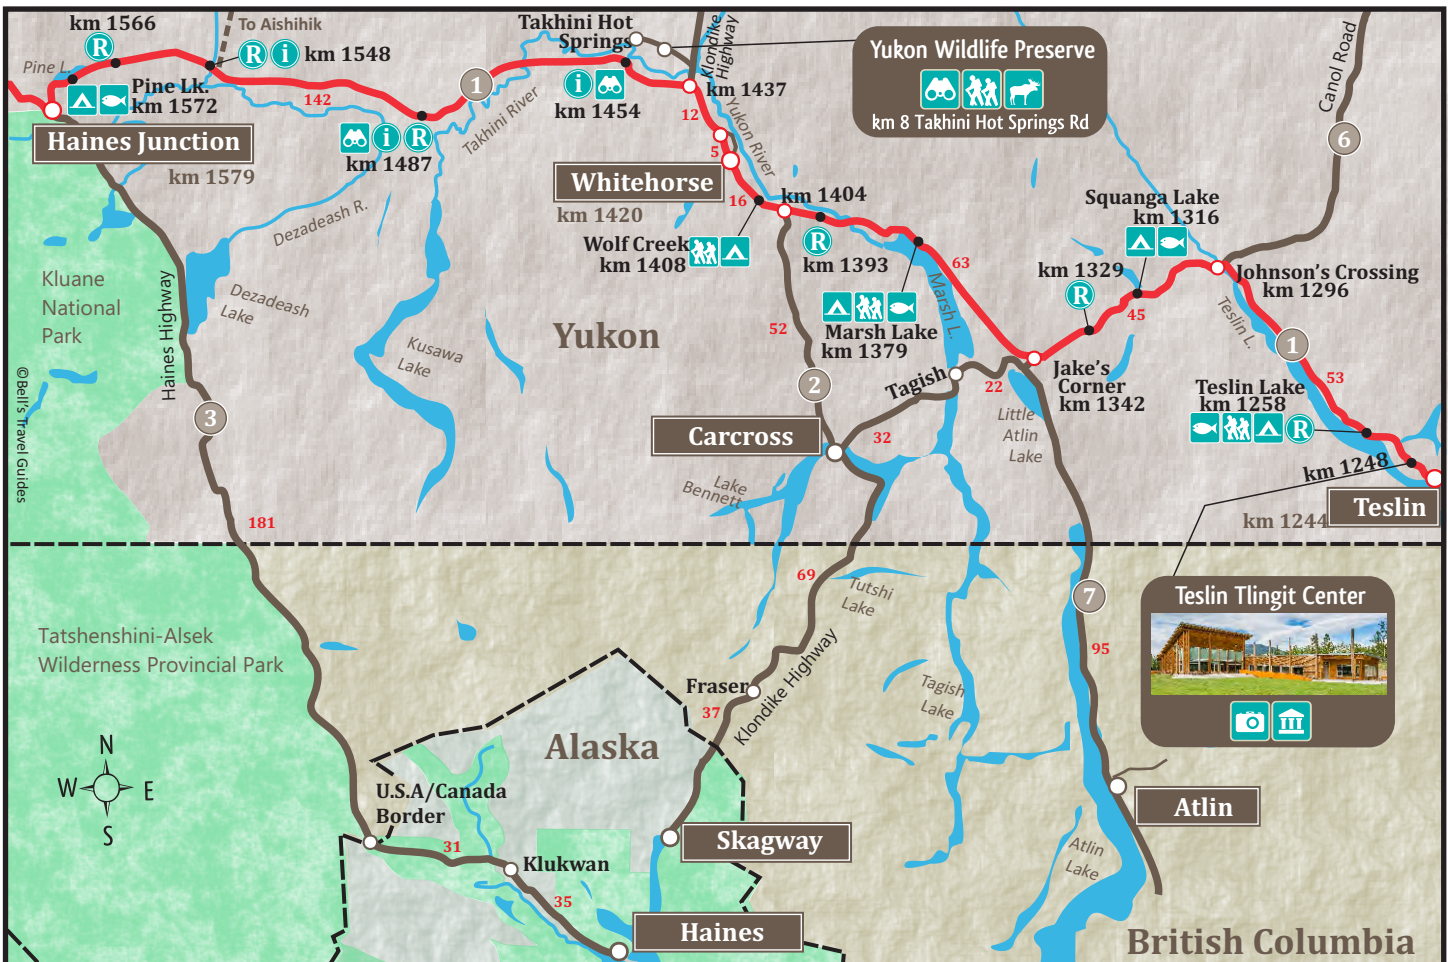 km 1566
R
To Aishihik
R i km 1548
Pine L.
Pine Lk.
km 1572
Haines Junction
km 1579
142
km 1487
i R
1
Takhini River
Takhini Hot
Springs
i
km 1454
Klondike
Highway
km 1437
12
5
Yukon River
Whitehorse
km 1420
16
Yukon Wildlife Preserve
km 8 Takhini Hot Springs Rd
Canol Road
6
km 1404
Wolf Creek
km 1408
R
km 1393
Marsh Lake
km 1379
Marsh L.
63
Squanga Lake
km 1316
km 1329
R
45
Johnson's Crossing
km 1296
Teslin L.
1
53
Jake's
Corner
km 1342
Teslin Lake
km 1258
R
km 1248
Teslin
km 1244
Teslin Tlingit Center
Dezadeash R.
Dezadeash
Lake
Kluane
National
Park
Haines Highway
3
181
©Bell's Travel Guides
Kusawa
Lake
Yukon
52
2
Tagish
22
Little
Atlin
Lake
Carcross
32
Lake
Bennett
69
Tutshi
Lake
7
95
Tatshenshini-Alsek
Wilderness Provincial Park
Fraser
37
Klondike Highway
Tagish
Lake
Alaska
N
W E
S
U.S.A/Canada
Border
31
Klukwan
35
Skagway
Haines
Atlin
Atlin
Lake
British Columbia